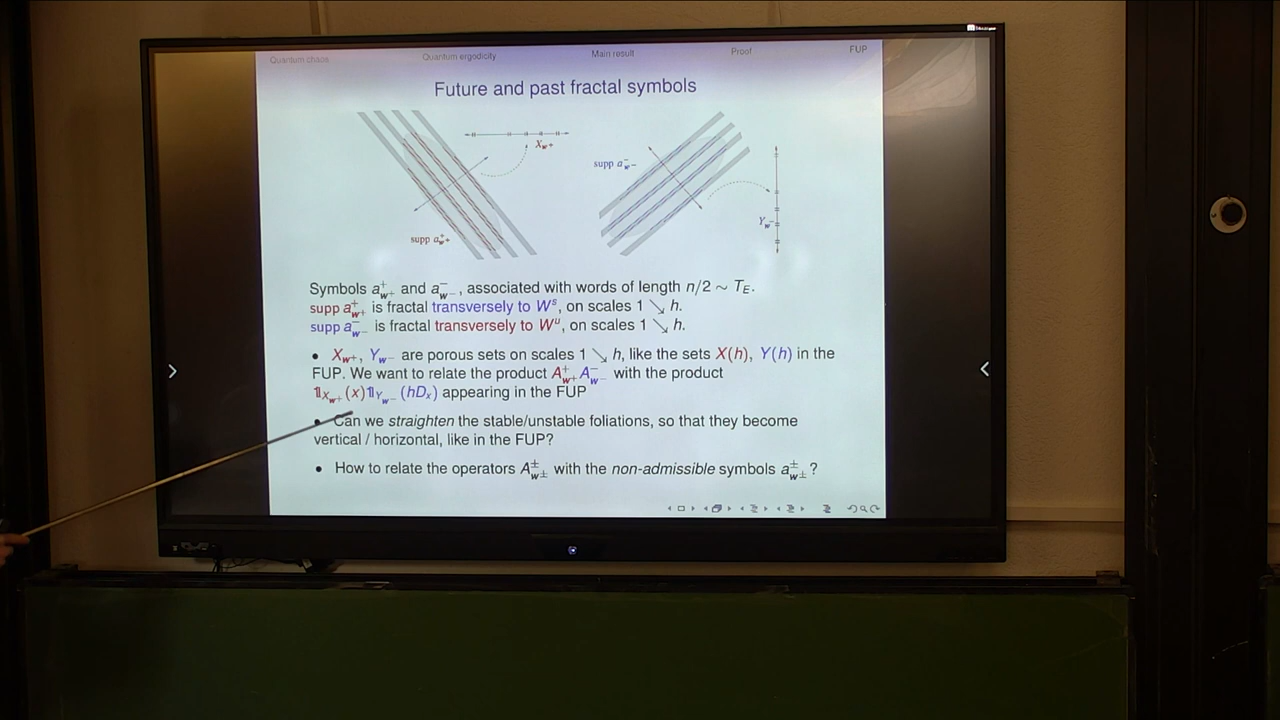 Quantum chaos Quantum ergodicity Main result Proof FUP
Future and past fractal symbols
X_{w⁺}
supp a⁻_{w⁻}
Y_{w⁻}
supp a⁺_{w⁺}
Symbols a⁺_{w⁺} and a⁻_{w⁻}, associated with words of length n/2 ∼ T_E.
supp a⁺_{w⁺} is fractal transversely to Wˢ, on scales 1 ↘ h.
supp a⁻_{w⁻} is fractal transversely to Wᵘ, on scales 1 ↘ h.
• X_{w⁺}, Y_{w⁻} are porous sets on scales 1 ↘ h, like the sets X(h), Y(h) in the
FUP. We want to relate the product A⁺_{w⁺} A⁻_{w⁻} with the product
𝟙_{X_{w⁺}}(x)𝟙_{Y_{w⁻}}(hDₓ) appearing in the FUP
• Can we straighten the stable/unstable foliations, so that they become
vertical / horizontal, like in the FUP?
• How to relate the operators A^±_{w^±} with the non-admissible symbols a^±_{w^±}?